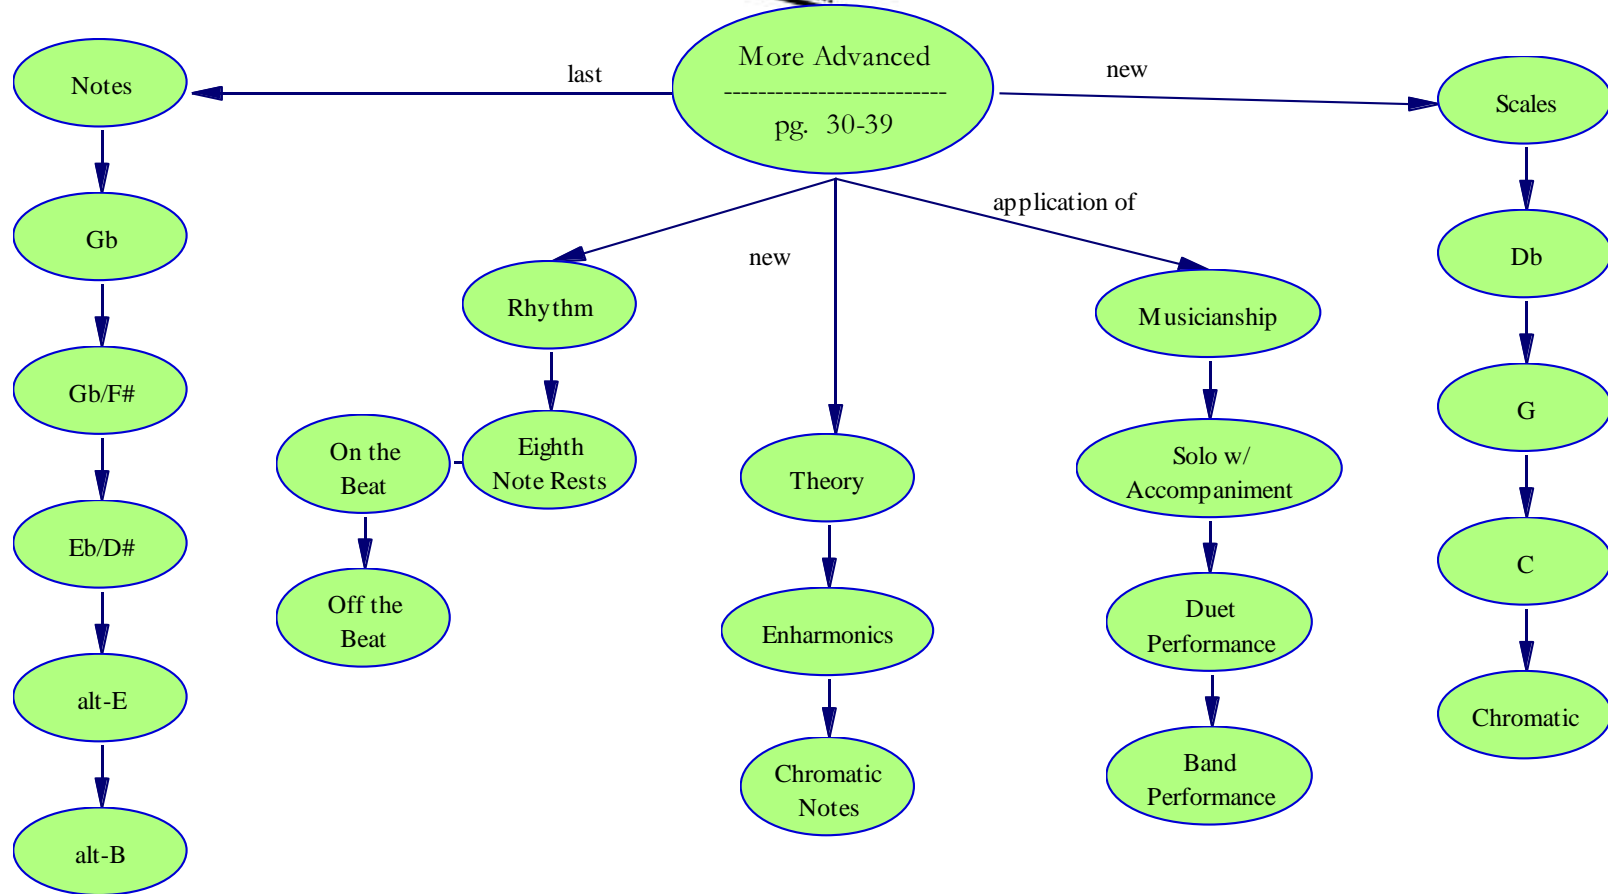 More Advanced
--------------------------
pg. 30-39
last
new
application of
new
Notes
Gb
Gb/F#
Eb/D#
alt-E
alt-B
Rhythm
Eighth
Note Rests
On the
Beat
Off the
Beat
Theory
Enharmonics
Chromatic
Notes
Musicianship
Solo w/
Accompaniment
Duet
Performance
Band
Performance
Scales
Db
G
C
Chromatic